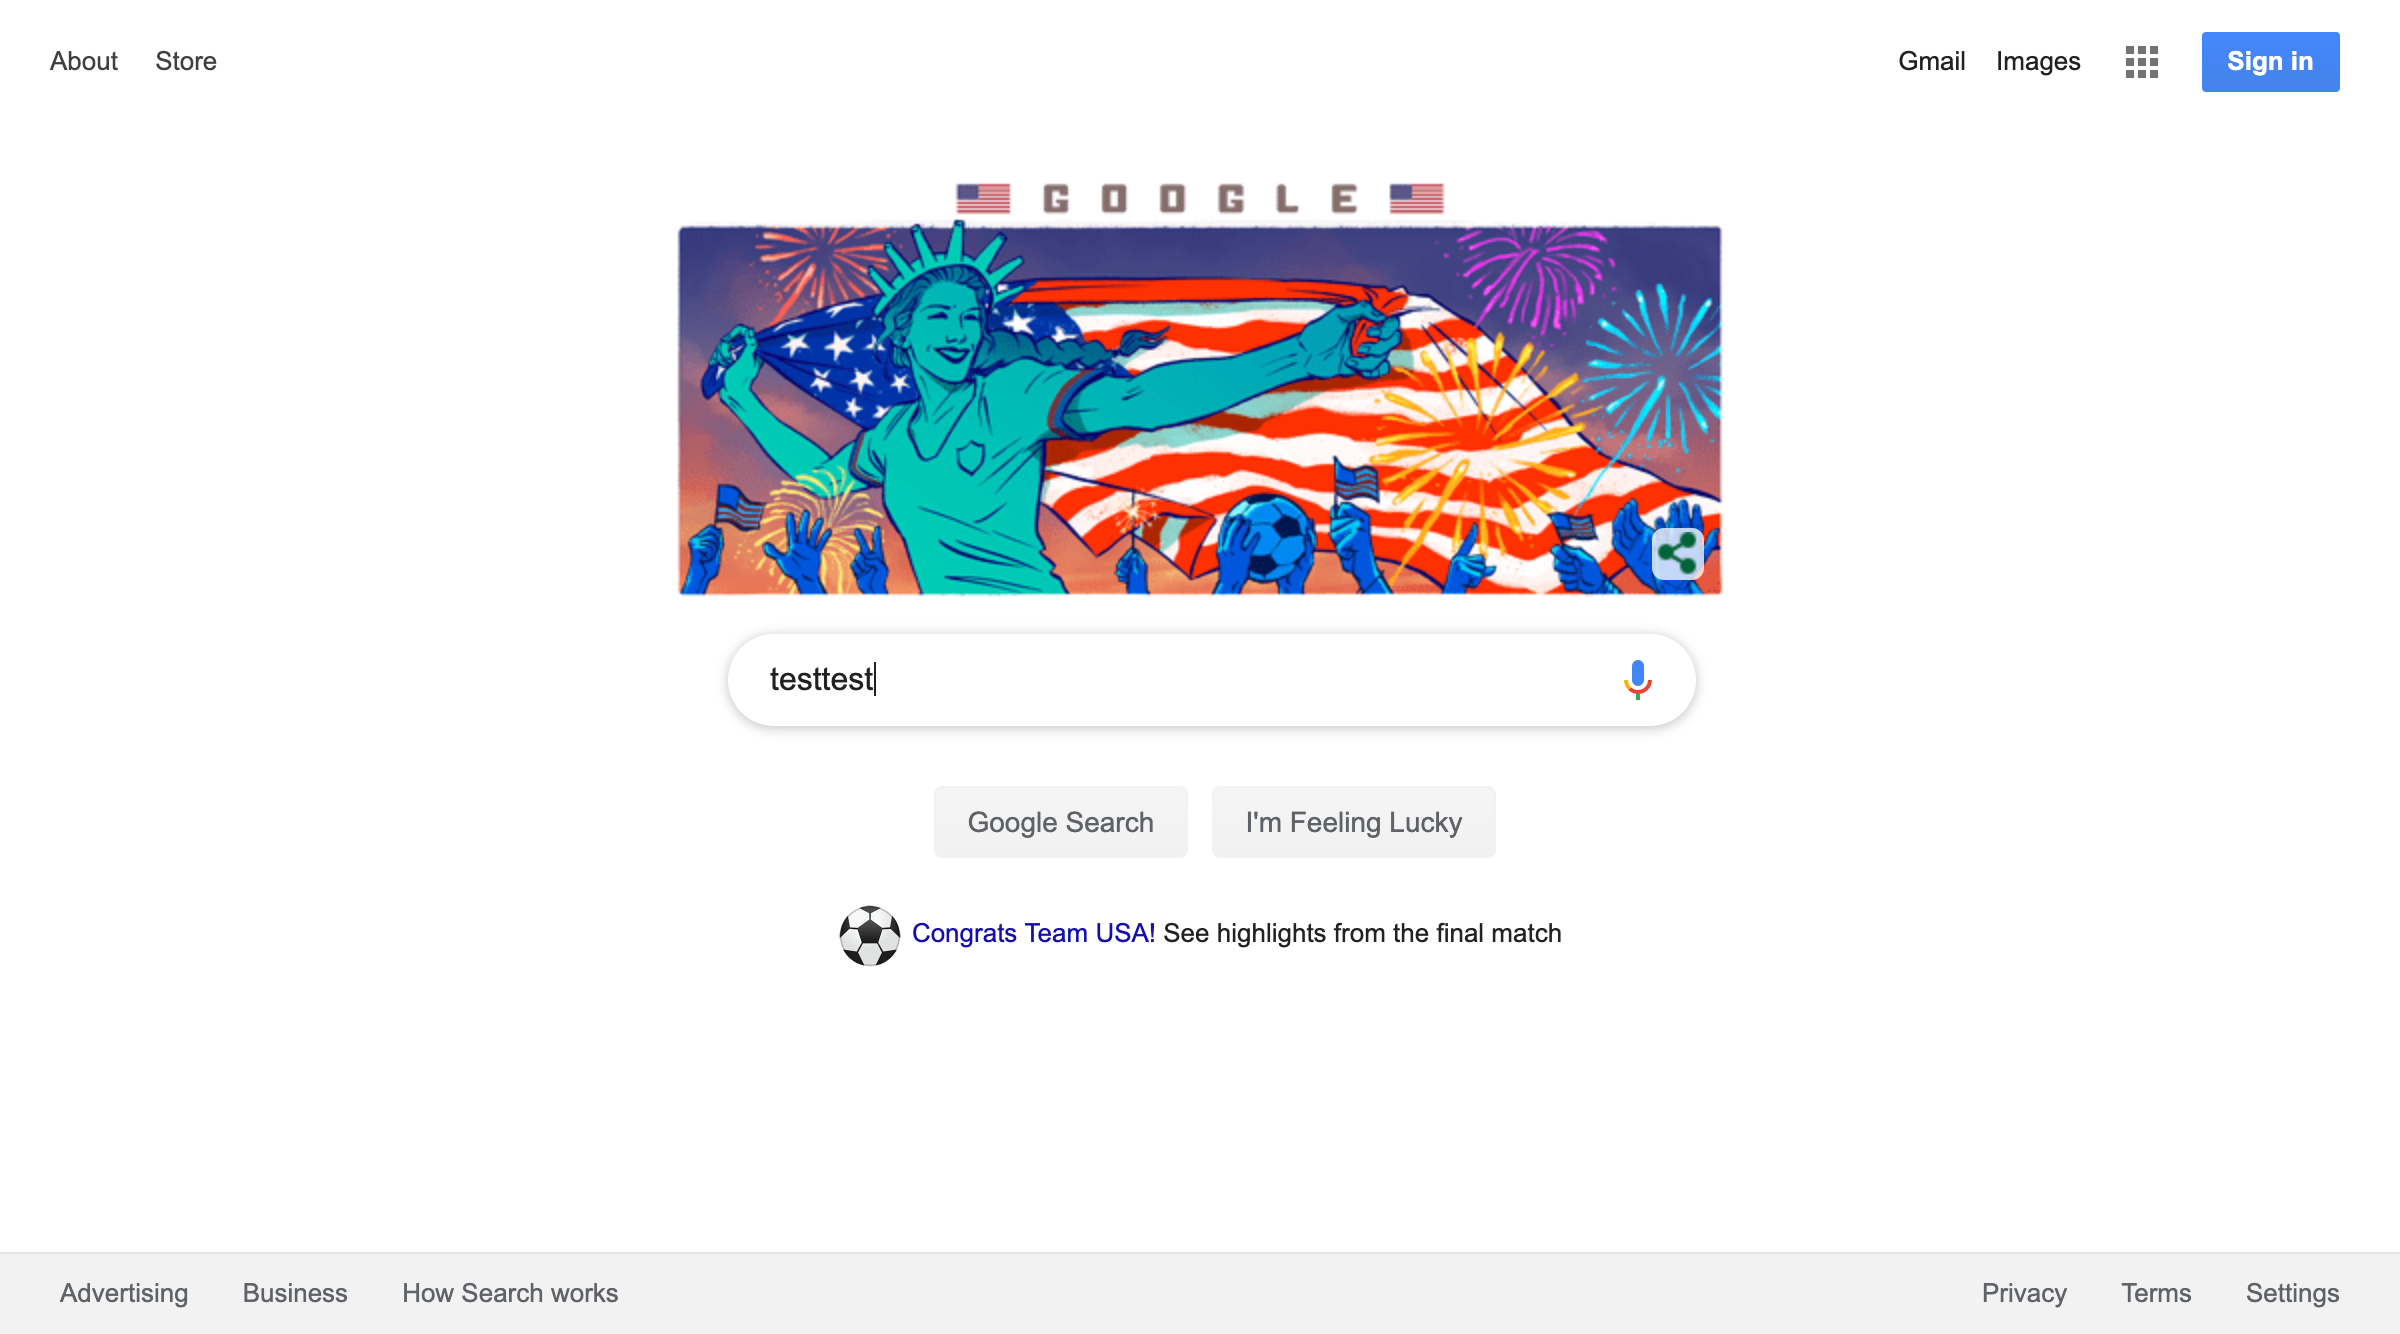 About Store Gmail Images Sign in
GOOGLE
testtest
Google Search I'm Feeling Lucky
Congrats Team USA! See highlights from the final match
Advertising Business How Search works Privacy Terms Settings